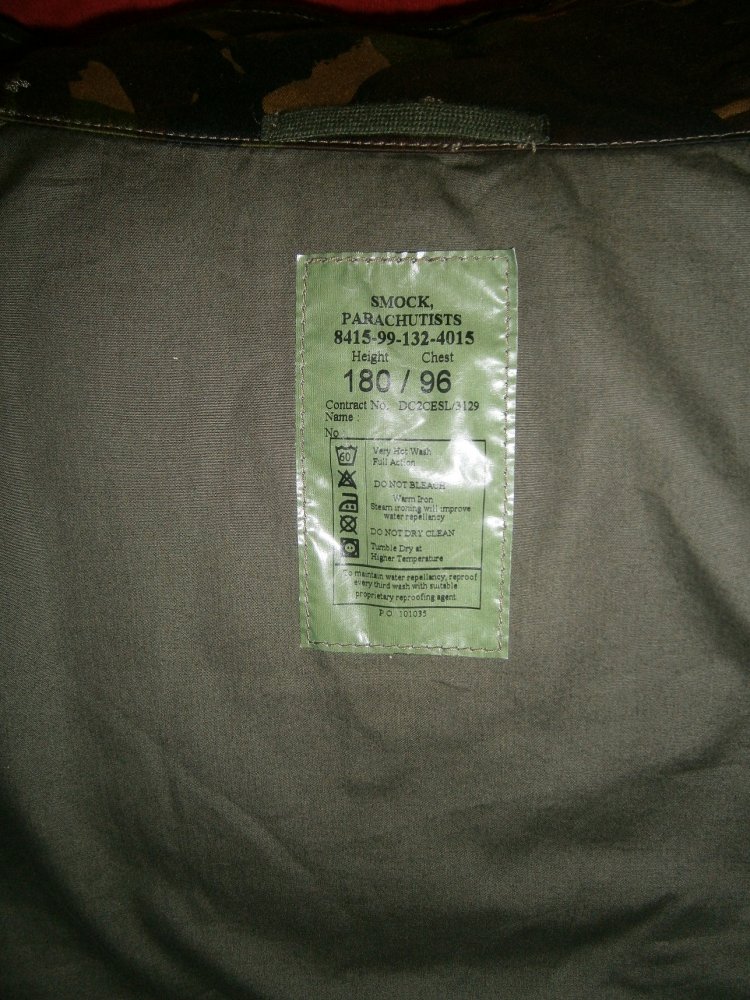 SMOCK,
PARACHUTISTS
8415-99-132-4015
Height Chest
180 / 96
Contract No. DC2CESL/3129
Name :
No
60 Very Hot Wash
Full Action
DO NOT BLEACH
Warm Iron
Steam ironing will improve
water repellancy
DO NOT DRY CLEAN
Tumble Dry at
Higher Temperature
To maintain water repellancy, reproof
every third wash with suitable
proprietary reproofing agent.
P.O. 101035